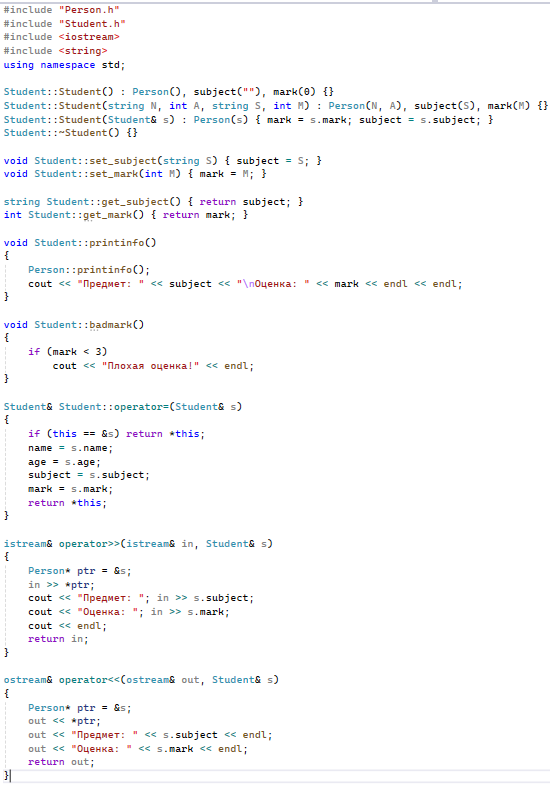 #include "Person.h"
#include "Student.h"
#include <iostream>
#include <string>
using namespace std;

Student::Student() : Person(), subject(""), mark(0) {}
Student::Student(string N, int A, string S, int M) : Person(N, A), subject(S), mark(M) {}
Student::Student(Student& s) : Person(s) { mark = s.mark; subject = s.subject; }
Student::~Student() {}

void Student::set_subject(string S) { subject = S; }
void Student::set_mark(int M) { mark = M; }

string Student::get_subject() { return subject; }
int Student::get_mark() { return mark; }

void Student::printinfo()
{
    Person::printinfo();
    cout << "Предмет: " << subject << "\nОценка: " << mark << endl << endl;
}

void Student::badmark()
{
    if (mark < 3)
        cout << "Плохая оценка!" << endl;
}

Student& Student::operator=(Student& s)
{
    if (this == &s) return *this;
    name = s.name;
    age = s.age;
    subject = s.subject;
    mark = s.mark;
    return *this;
}

istream& operator>>(istream& in, Student& s)
{
    Person* ptr = &s;
    in >> *ptr;
    cout << "Предмет: "; in >> s.subject;
    cout << "Оценка: "; in >> s.mark;
    cout << endl;
    return in;
}

ostream& operator<<(ostream& out, Student& s)
{
    Person* ptr = &s;
    out << *ptr;
    out << "Предмет: " << s.subject << endl;
    out << "Оценка: " << s.mark << endl;
    return out;
}